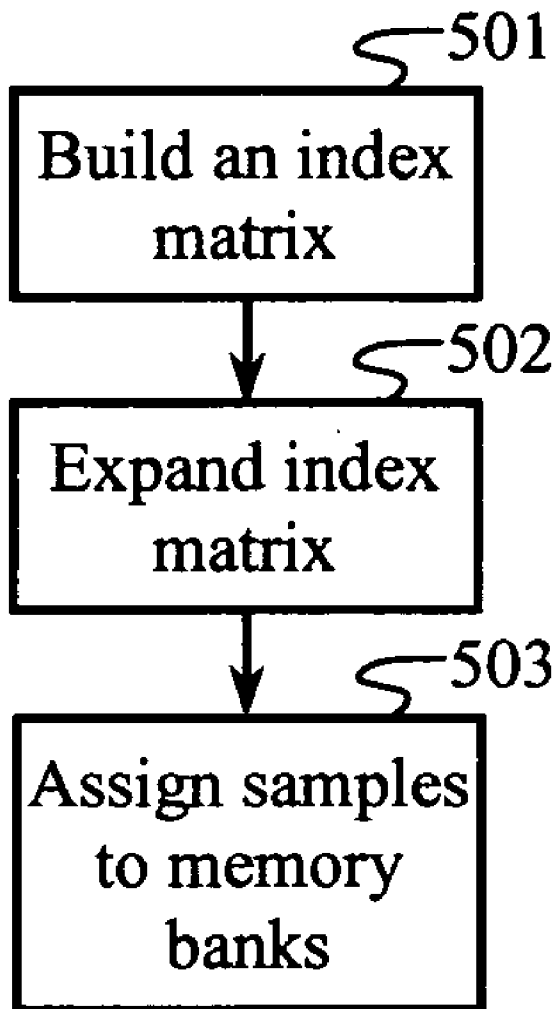 501
Build an index
matrix
502
Expand index
matrix
503
Assign samples
to memory
banks